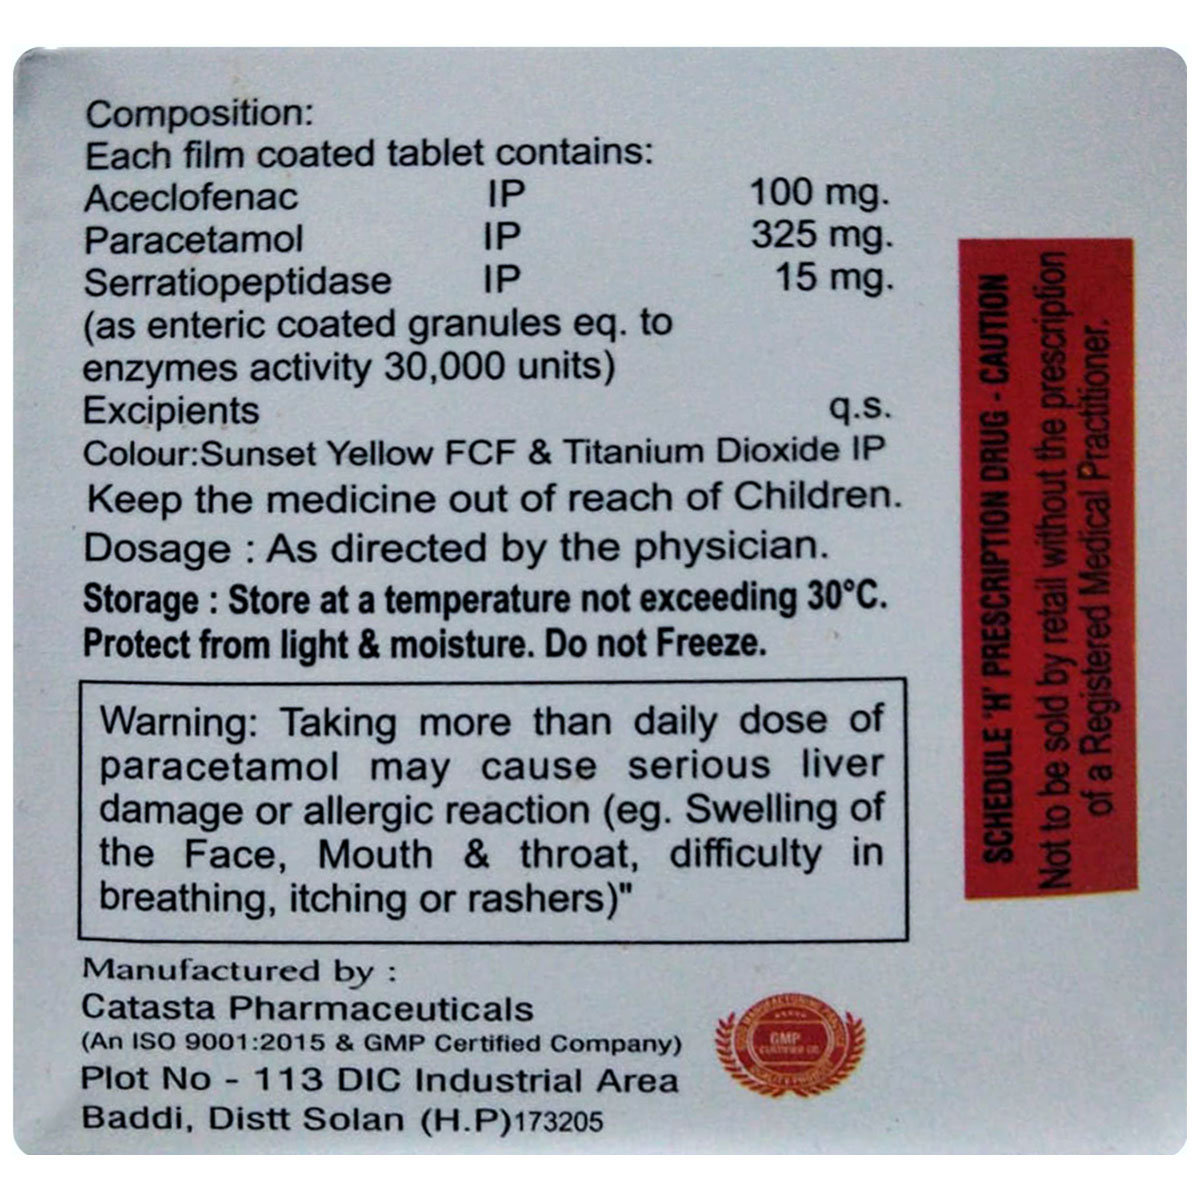 Composition:
Each film coated tablet contains:
Aceclofenac IP 100 mg.
Paracetamol IP 325 mg.
Serratiopeptidase IP 15 mg.
(as enteric coated granules eq. to
enzymes activity 30,000 units)
Excipients q.s.
Colour:Sunset Yellow FCF & Titanium Dioxide IP
Keep the medicine out of reach of Children.
Dosage : As directed by the physician.
Storage : Store at a temperature not exceeding 30°C.
Protect from light & moisture. Do not Freeze.
Warning: Taking more than daily dose of
paracetamol may cause serious liver
damage or allergic reaction (eg. Swelling of
the Face, Mouth & throat, difficulty in
breathing, itching or rashers)"
Manufactured by :
Catasta Pharmaceuticals
(An ISO 9001:2015 & GMP Certified Company)
Plot No - 113 DIC Industrial Area
Baddi, Distt Solan (H.P)173205
GMP
CERTIFIED CO
SCHEDULE 'H' PRESCRIPTION DRUG - CAUTION
Not to be sold by retail without the prescription
of a Registered Medical Practitioner.